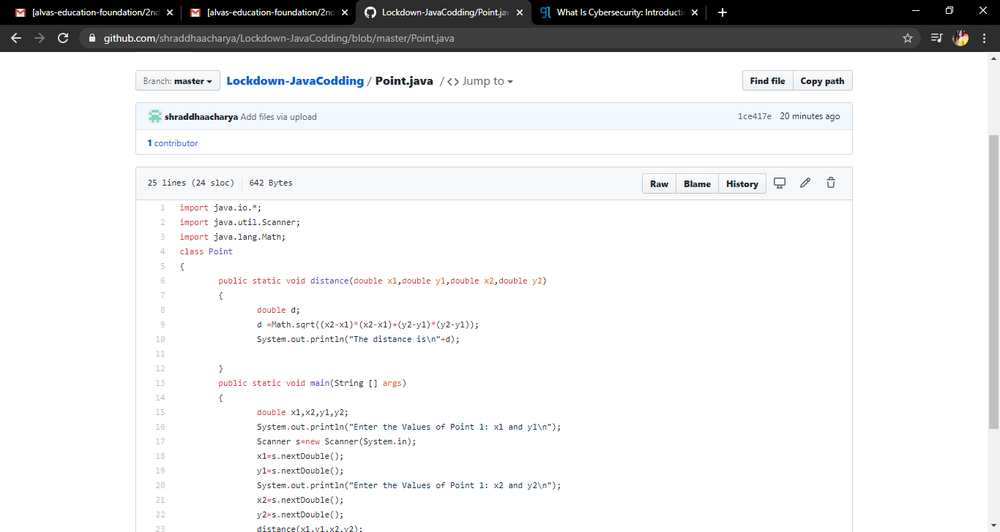 [alvas-education-foundation/2nd
[alvas-education-foundation/2nd
Lockdown-JavaCodding/Point.jav
gl What Is Cybersecurity: Introducti
github.com/shraddhaacharya/Lockdown-JavaCodding/blob/master/Point.java
Branch: master
Lockdown-JavaCodding / Point.java / <> Jump to
Find file
Copy path
shraddhaacharya Add files via upload
1ce417e 20 minutes ago
1 contributor
25 lines (24 sloc) 642 Bytes
Raw
Blame
History
1 import java.io.*;
2 import java.util.Scanner;
3 import java.lang.Math;
4 class Point
5 {
6 public static void distance(double x1,double y1,double x2,double y2)
7 {
8 double d;
9 d =Math.sqrt((x2-x1)*(x2-x1)+(y2-y1)*(y2-y1));
10 System.out.println("The distance is\n"+d);
11
12 }
13 public static void main(String [] args)
14 {
15 double x1,x2,y1,y2;
16 System.out.println("Enter the Values of Point 1: x1 and y1\n");
17 Scanner s=new Scanner(System.in);
18 x1=s.nextDouble();
19 y1=s.nextDouble();
20 System.out.println("Enter the Values of Point 1: x2 and y2\n");
21 x2=s.nextDouble();
22 y2=s.nextDouble();
23 distance(x1,y1,x2,y2);